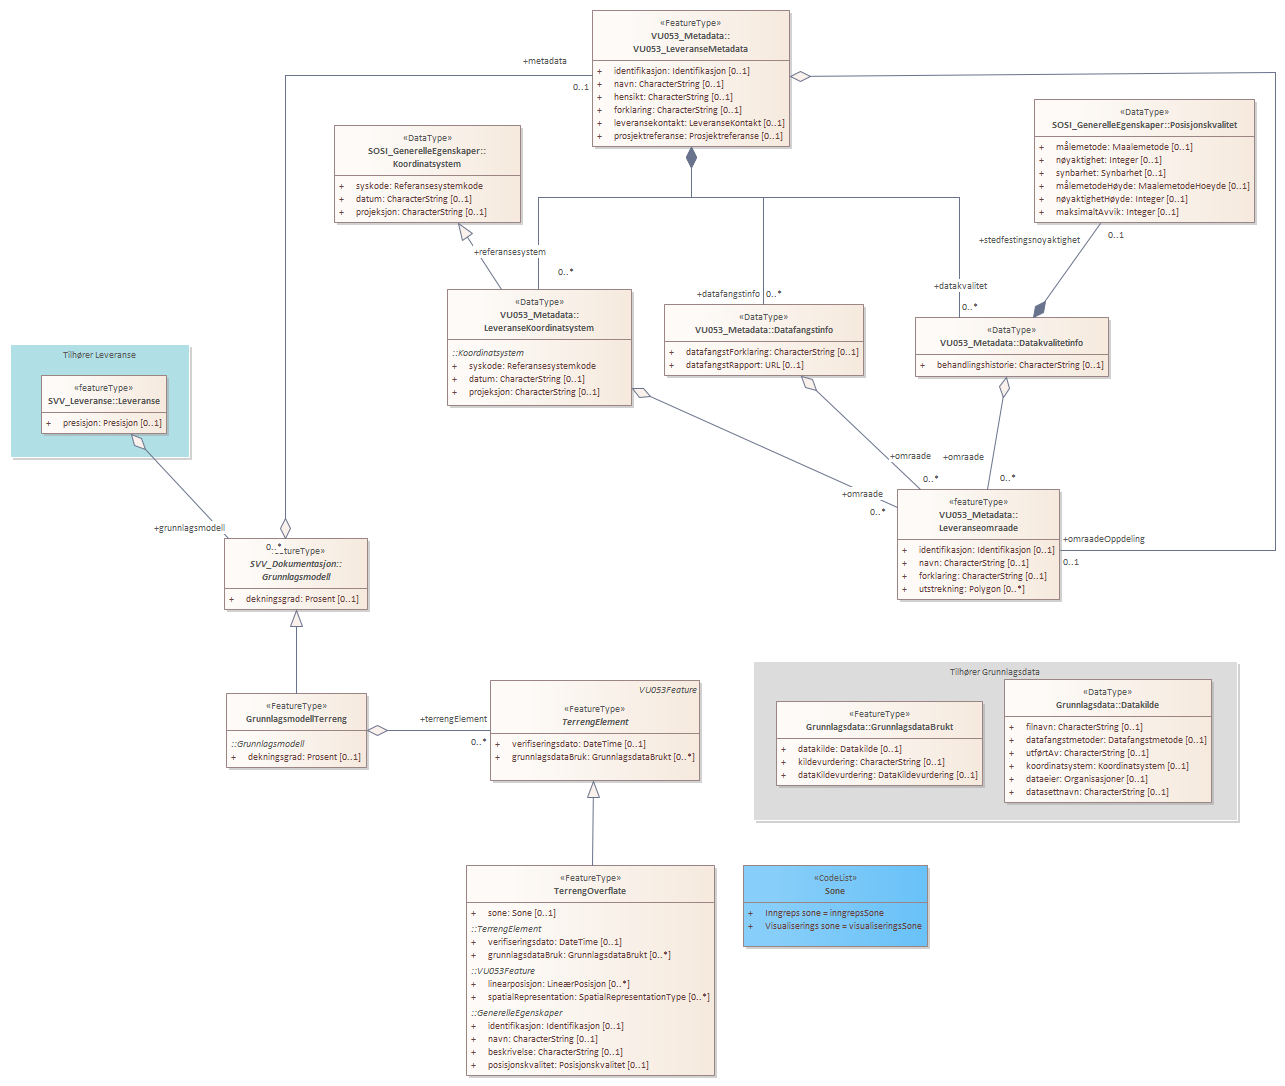 «FeatureType»
VU053_Metadata::
VU053_LeveranseMetadata
+ identifikasjon: Identifikasjon [0..1]
+ navn: CharacterString [0..1]
+ hensikt: CharacterString [0..1]
+ forklaring: CharacterString [0..1]
+ leveransekontakt: LeveranseKontakt [0..1]
+ prosjektreferanse: Prosjektreferanse [0..1]
+metadata
0..1
«DataType»
SOSI_GenerelleEgenskaper::Posisjonskvalitet
+ målemetode: Maalemetode [0..1]
+ nøyaktighet: Integer [0..1]
+ synbarhet: Synbarhet [0..1]
+ målemetodeHøyde: MaalemetodeHoeyde [0..1]
+ nøyaktighetHøyde: Integer [0..1]
+ maksimaltAvvik: Integer [0..1]
«DataType»
SOSI_GenerelleEgenskaper::
Koordinatsystem
+ syskode: Referansesystemkode
+ datum: CharacterString [0..1]
+ projeksjon: CharacterString [0..1]
+stedfestingsnoyaktighet
0..1
+referansesystem
0..*
+datafangstinfo 0..*
+datakvalitet
0..*
«DataType»
VU053_Metadata::
LeveranseKoordinatsystem
::Koordinatsystem
+ syskode: Referansesystemkode
+ datum: CharacterString [0..1]
+ projeksjon: CharacterString [0..1]
«DataType»
VU053_Metadata::Datafangstinfo
+ datafangstForklaring: CharacterString [0..1]
+ datafangstRapport: URL [0..1]
«DataType»
VU053_Metadata::Datakvalitetinfo
+ behandlingshistorie: CharacterString [0..1]
Tilhører Leveranse
«featureType»
SVV_Leveranse::Leveranse
+ presisjon: Presisjon [0..1]
+omraade
0..*
+omraade
0..*
+omraade
0..*
«featureType»
VU053_Metadata::
Leveranseomraade
+ identifikasjon: Identifikasjon [0..1]
+ navn: CharacterString [0..1]
+ forklaring: CharacterString [0..1]
+ utstrekning: Polygon [0..*]
+omraadeOppdeling
0..1
+grunnlagsmodell
0..*
atureType»
SVV_Dokumentasjon::
Grunnlagsmodell
+ dekningsgrad: Prosent [0..1]
«FeatureType»
GrunnlagsmodellTerreng
::Grunnlagsmodell
+ dekningsgrad: Prosent [0..1]
+terrengElement
0..*
VU053Feature
«FeatureType»
TerrengElement
+ verifiseringsdato: DateTime [0..1]
+ grunnlagsdataBruk: GrunnlagsdataBrukt [0..*]
Tilhører Grunnlagsdata
«FeatureType»
Grunnlagsdata::GrunnlagsdataBrukt
+ datakilde: Datakilde [0..1]
+ kildevurdering: CharacterString [0..1]
+ dataKildevurdering: DataKildevurdering [0..1]
«DataType»
Grunnlagsdata::Datakilde
+ filnavn: CharacterString [0..1]
+ datafangstmetoder: Datafangstmetode [0..1]
+ utførtAv: CharacterString [0..1]
+ koordinatsystem: Koordinatsystem [0..1]
+ dataeier: Organisasjoner [0..1]
+ datasettnavn: CharacterString [0..1]
«FeatureType»
TerrengOverflate
+ sone: Sone [0..1]
::TerrengElement
+ verifiseringsdato: DateTime [0..1]
+ grunnlagsdataBruk: GrunnlagsdataBrukt [0..*]
::VU053Feature
+ linearposisjon: LineærPosisjon [0..*]
+ spatialRepresentation: SpatialRepresentationType [0..*]
::GenerelleEgenskaper
+ identifikasjon: Identifikasjon [0..1]
+ navn: CharacterString [0..1]
+ beskrivelse: CharacterString [0..1]
+ posisjonskvalitet: Posisjonskvalitet [0..1]
«CodeList»
Sone
+ Inngreps sone = inngrepsSone
+ Visualiserings sone = visualiseringsSone